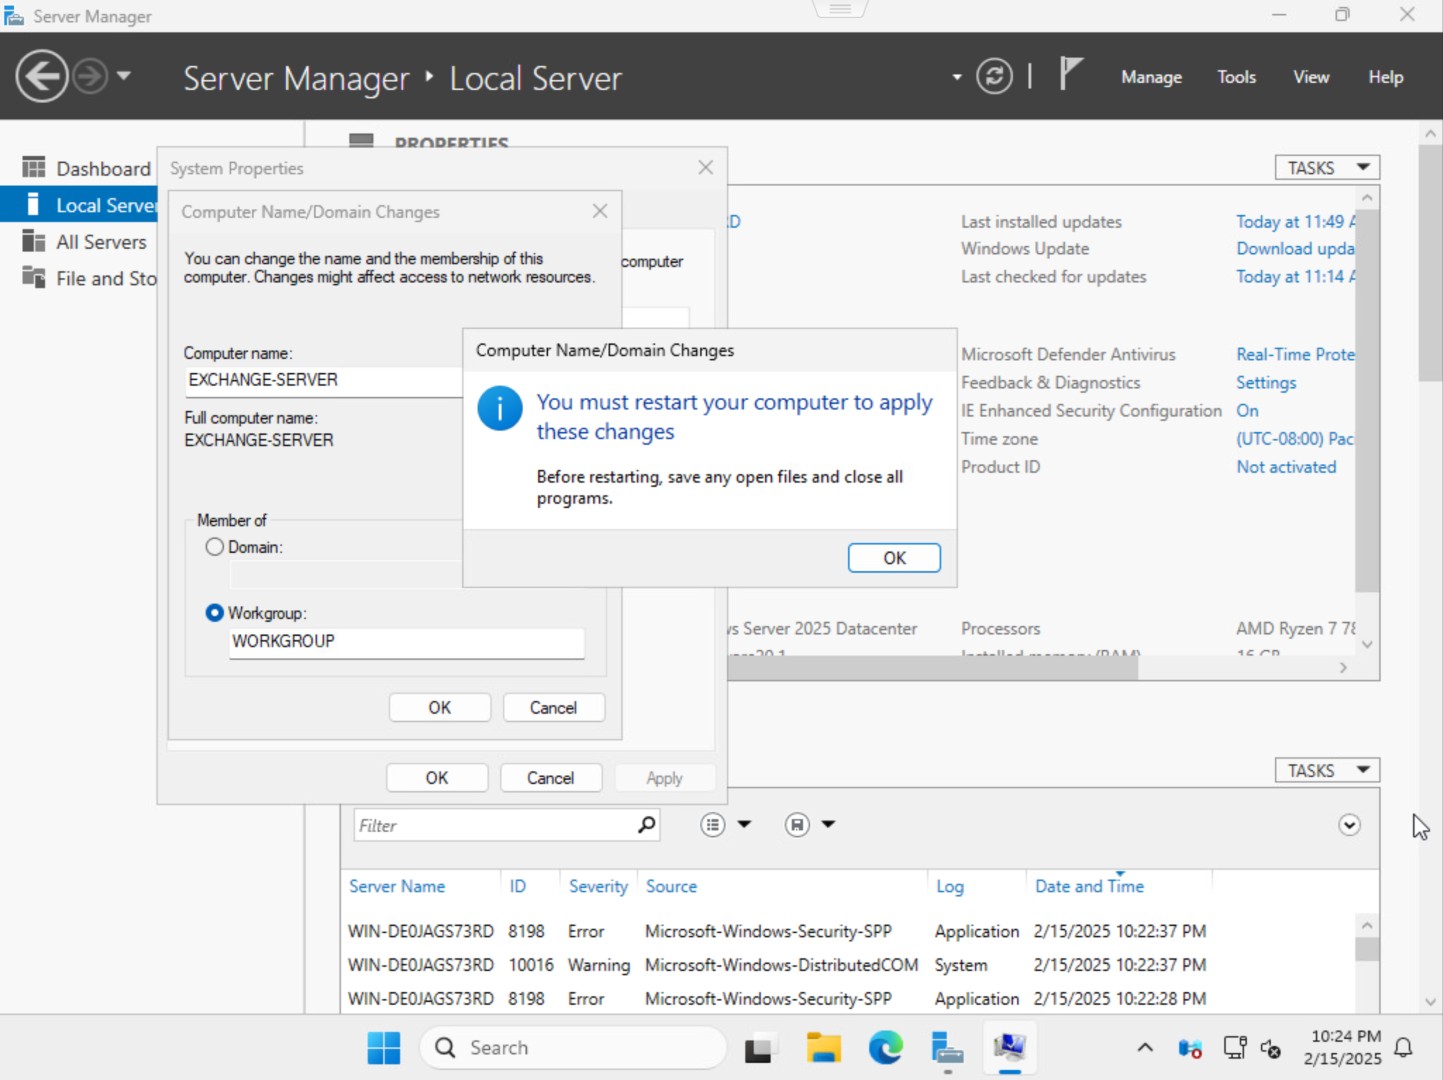 Server Manager
Server Manager ‣ Local Server
Manage Tools View Help
PROPERTIES
TASKS
Dashboard
Local Server
All Servers
File and Sto
System Properties
computer
Computer Name/Domain Changes
You can change the name and the membership of this
computer. Changes might affect access to network resources.
Computer name:
EXCHANGE-SERVER
Full computer name:
EXCHANGE-SERVER
Member of
Domain:
Workgroup:
WORKGROUP
OK Cancel
OK Cancel Apply
Computer Name/Domain Changes
You must restart your computer to apply
these changes
Before restarting, save any open files and close all
programs.
OK
RD
Last installed updates Today at 11:49 A
Windows Update Download upda
Last checked for updates Today at 11:14 A
Microsoft Defender Antivirus Real-Time Prote
Feedback & Diagnostics Settings
IE Enhanced Security Configuration On
Time zone (UTC-08:00) Pac
Product ID Not activated
ws Server 2025 Datacenter Processors AMD Ryzen 7 78
Installed memory (RAM) 16 GB
TASKS
Filter
Server Name ID Severity Source Log Date and Time
WIN-DE0JAGS73RD 8198 Error Microsoft-Windows-Security-SPP Application 2/15/2025 10:22:37 PM
WIN-DE0JAGS73RD 10016 Warning Microsoft-Windows-DistributedCOM System 2/15/2025 10:22:37 PM
WIN-DE0JAGS73RD 8198 Error Microsoft-Windows-Security-SPP Application 2/15/2025 10:22:28 PM
Search
10:24 PM
2/15/2025